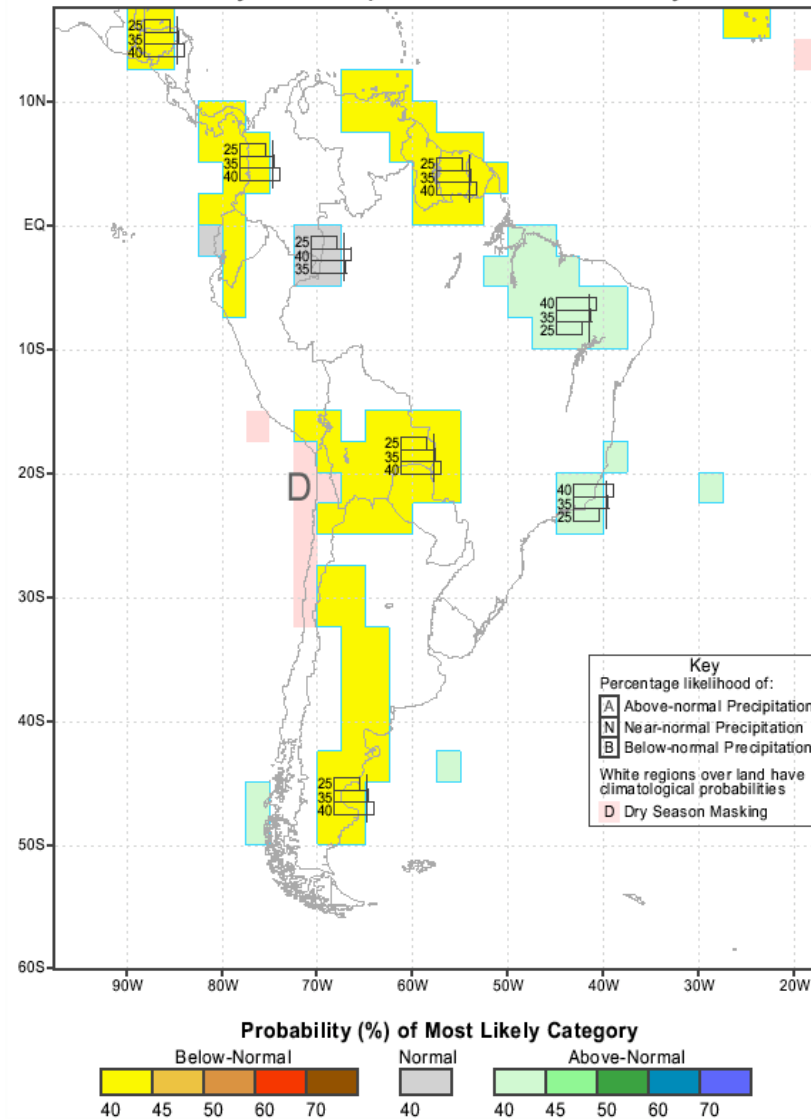 25
35
40
10N
25
35
40
25
35
40
EQ
25
40
35
40
35
25
10S
25
35
40
20S
D
40
35
25
30S
Key
Percentage likelihood of:
A Above-normal Precipitation
N Near-normal Precipitation
B Below-normal Precipitation
White regions over land have
climatological probabilities
D Dry Season Masking
40S
25
35
40
50S
60S
90W 80W 70W 60W 50W 40W 30W 20W
Probability (%) of Most Likely Category
Below-Normal Normal Above-Normal
40 45 50 60 70 40 40 45 50 60 70